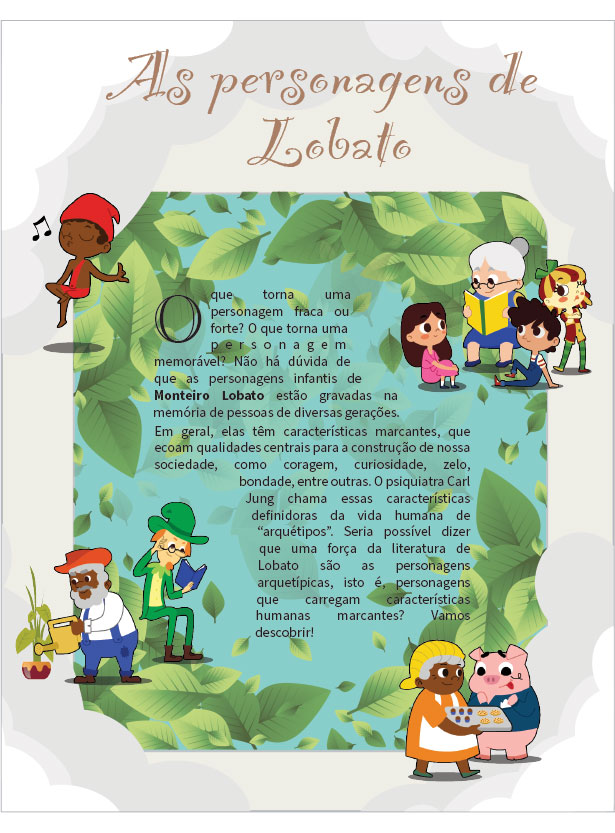 As personagens de
Lobato
O que torna uma
personagem fraca ou
forte? O que torna uma
personagem
memorável? Não há dúvida de
que as personagens infantis de
Monteiro Lobato estão gravadas na
memória de pessoas de diversas gerações.
Em geral, elas têm características marcantes, que
ecoam qualidades centrais para a construção de nossa
sociedade, como coragem, curiosidade, zelo,
bondade, entre outras. O psiquiatra Carl
Jung chama essas características
definidoras da vida humana de
“arquétipos”. Seria possível dizer
que uma força da literatura de
Lobato são as personagens
arquetípicas, isto é, personagens
que carregam características
humanas marcantes? Vamos
descobrir!